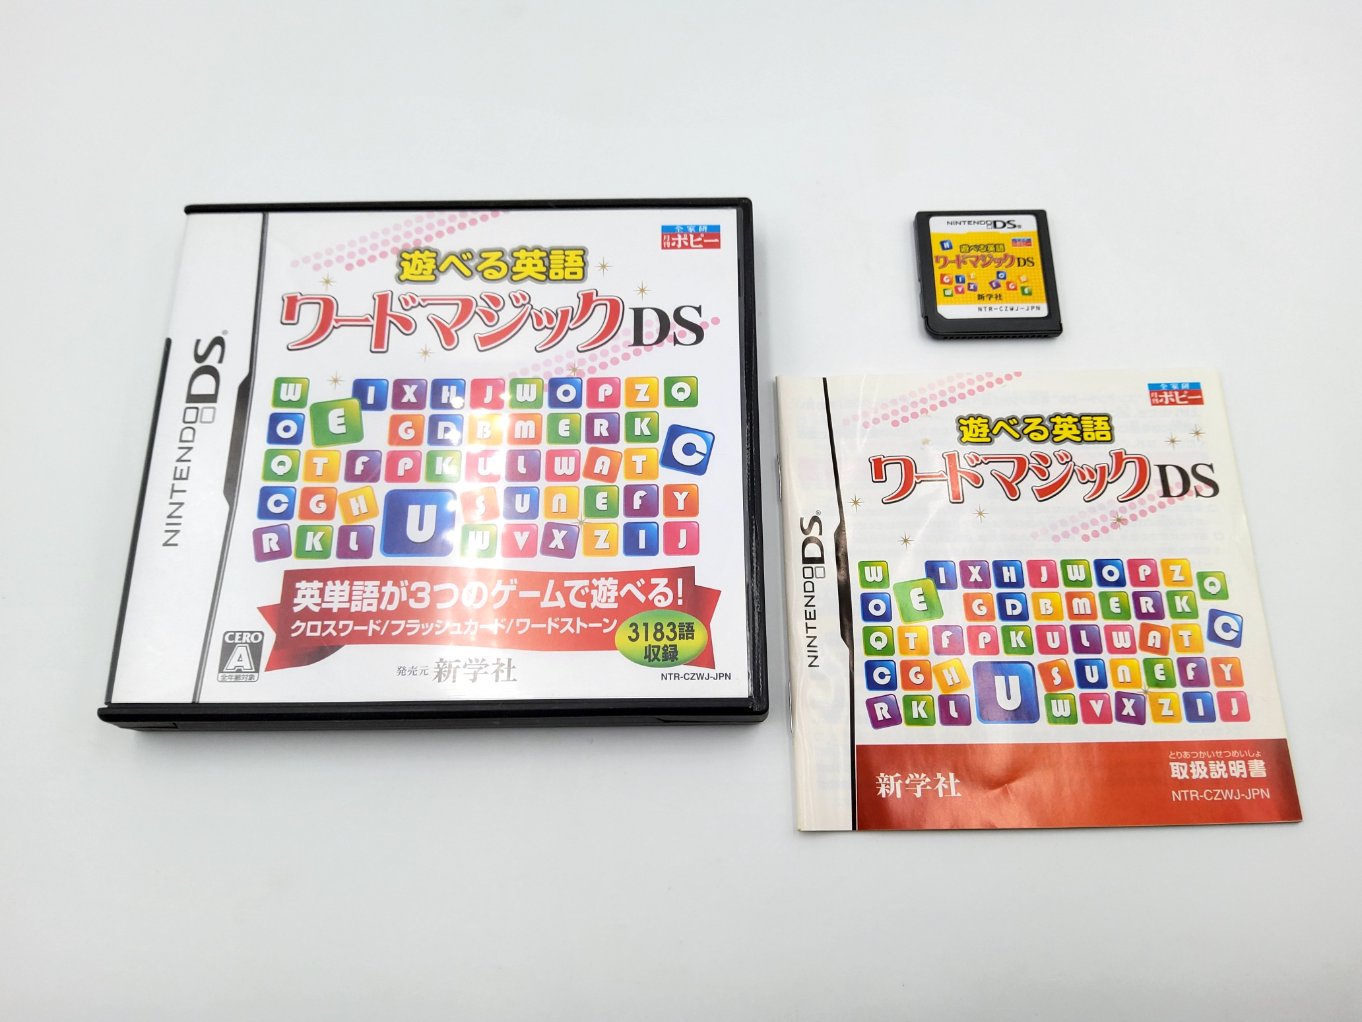 NINTENDO DS®
全家研
月刊 ポピー
遊べる英語
ワードマジックDS
W I X H J W O P Z Q
O E G D B M E R K
Q T F P K U L W A T C
C G H U S U N E F Y
R K L W V X Z I J
英単語が3つのゲームで遊べる!
クロスワード/フラッシュカード/ワードストーン
3183語
収録
CERO
A
全年齢対象
発売元 新学社
NTR-CZWJ-JPN
NINTENDO DS®
遊べる英語
ワードマジックDS
新学社
NTR-CZWJ-JPN
NINTENDO DS®
全家研
月刊 ポピー
遊べる英語
ワードマジックDS
W I X H J W O P Z Q
O E G D B M E R K
Q T F P K U L W A T C
C G H U S U N E F Y
R K L W V X Z I J
新学社
とりあつかいせつめいしょ
取扱説明書
NTR-CZWJ-JPN